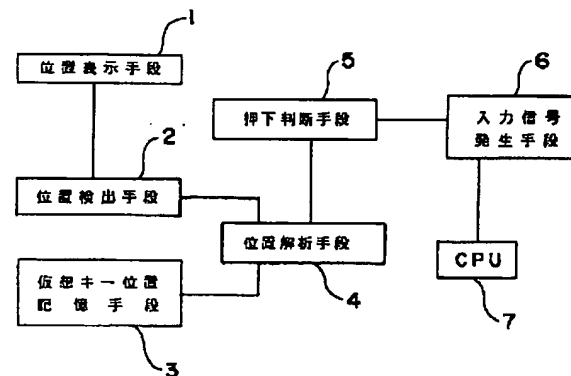 1
位置表示手段
2
位置検出手段
仮想キー位置
記憶手段
3
5
押下判断手段
位置解析手段
4
6
入力信号
発生手段
CPU
7